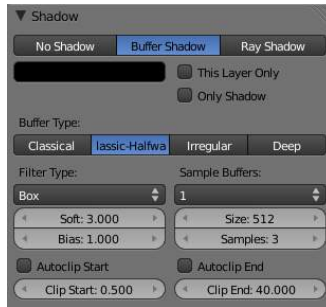 Shadow
No Shadow Buffer Shadow Ray Shadow
This Layer Only
Only Shadow
Buffer Type:
Classical lassic-Halfwa Irregular Deep
Filter Type: Sample Buffers:
Box 1
Soft: 3.000 Size: 512
Bias: 1.000 Samples: 3
Autoclip Start Autoclip End
Clip Start: 0.500 Clip End: 40.000